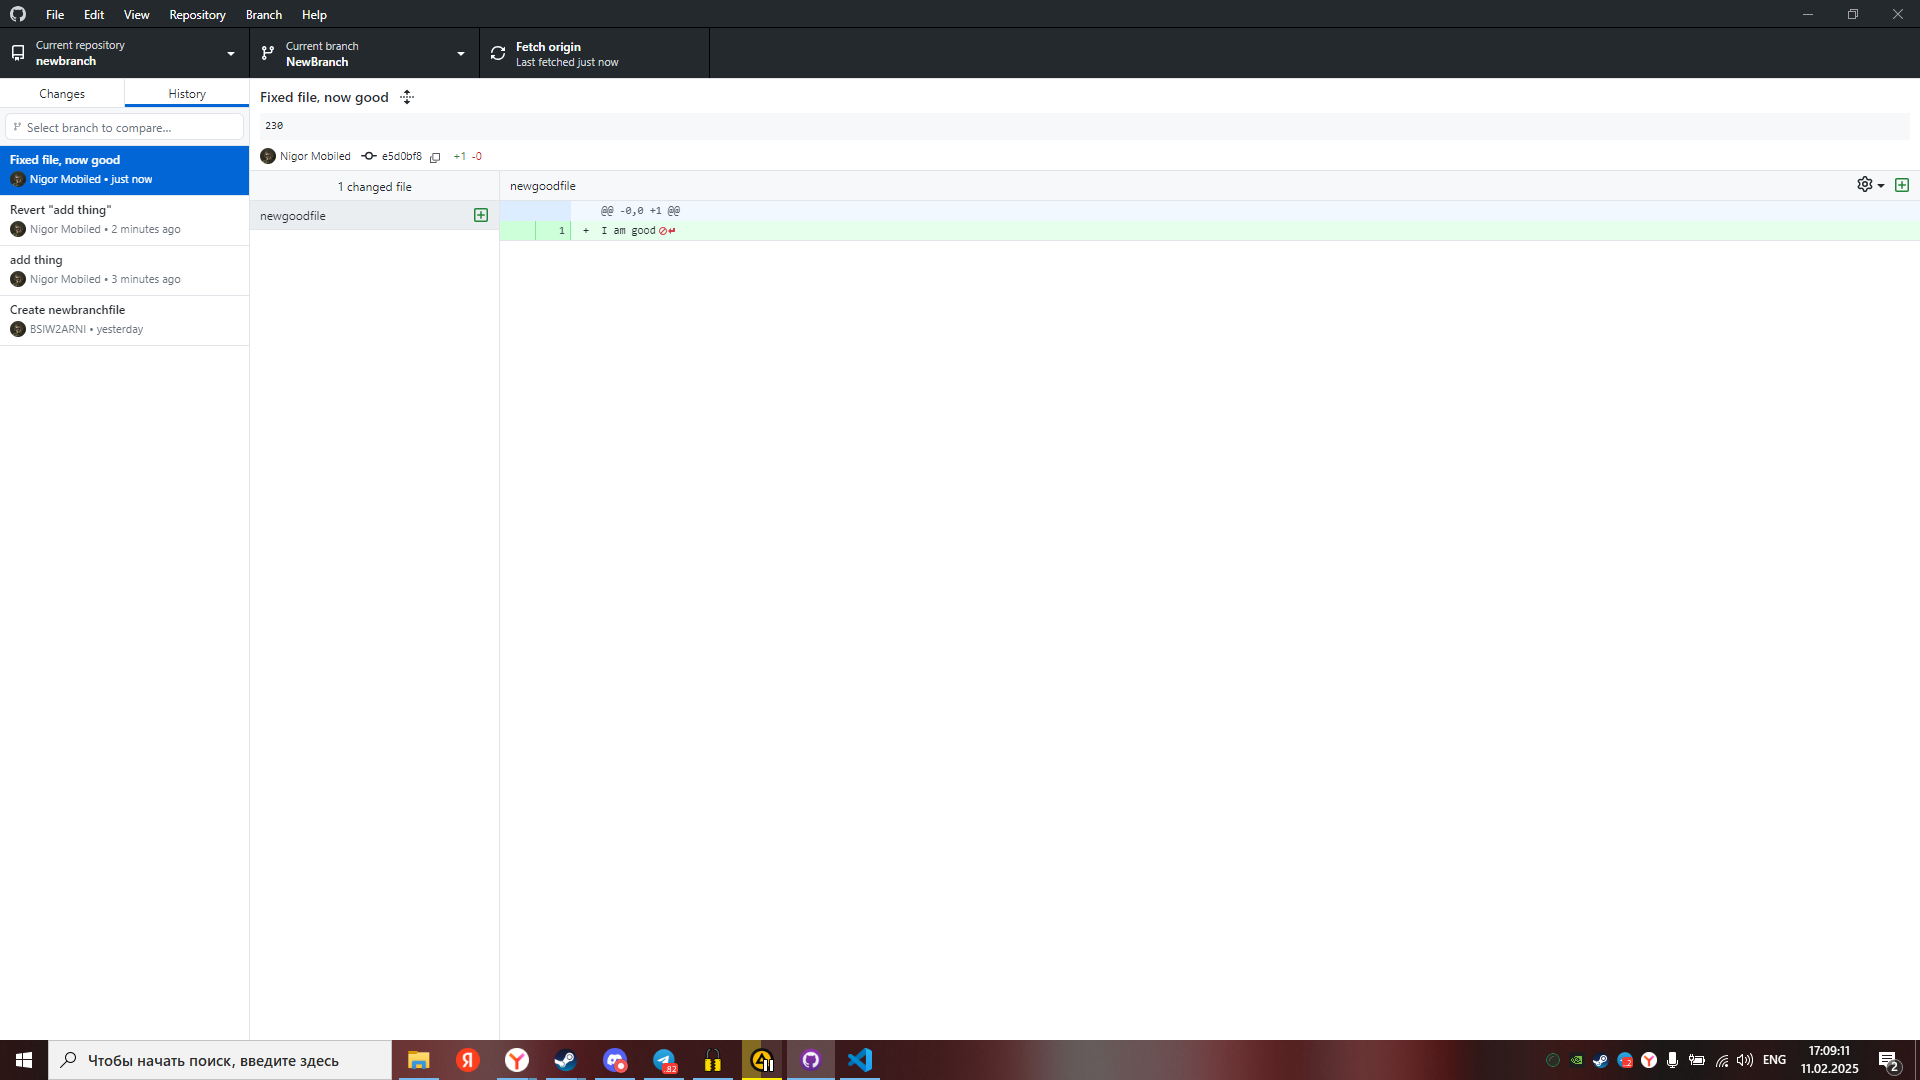 File Edit View Repository Branch Help
Current repository
newbranch
Current branch
NewBranch
Fetch origin
Last fetched just now
Changes
History
Select branch to compare...
Fixed file, now good
Nigor Mobiled • just now
Revert "add thing"
Nigor Mobiled • 2 minutes ago
add thing
Nigor Mobiled • 3 minutes ago
Create newbranchfile
BSIW2ARNI • yesterday
Fixed file, now good
230
Nigor Mobiled e5d0bf8 +1 -0
1 changed file
newgoodfile
newgoodfile
@@ -0,0 +1 @@
1 + I am good
Чтобы начать поиск, введите здесь
82
ENG
17:09:11
11.02.2025
2